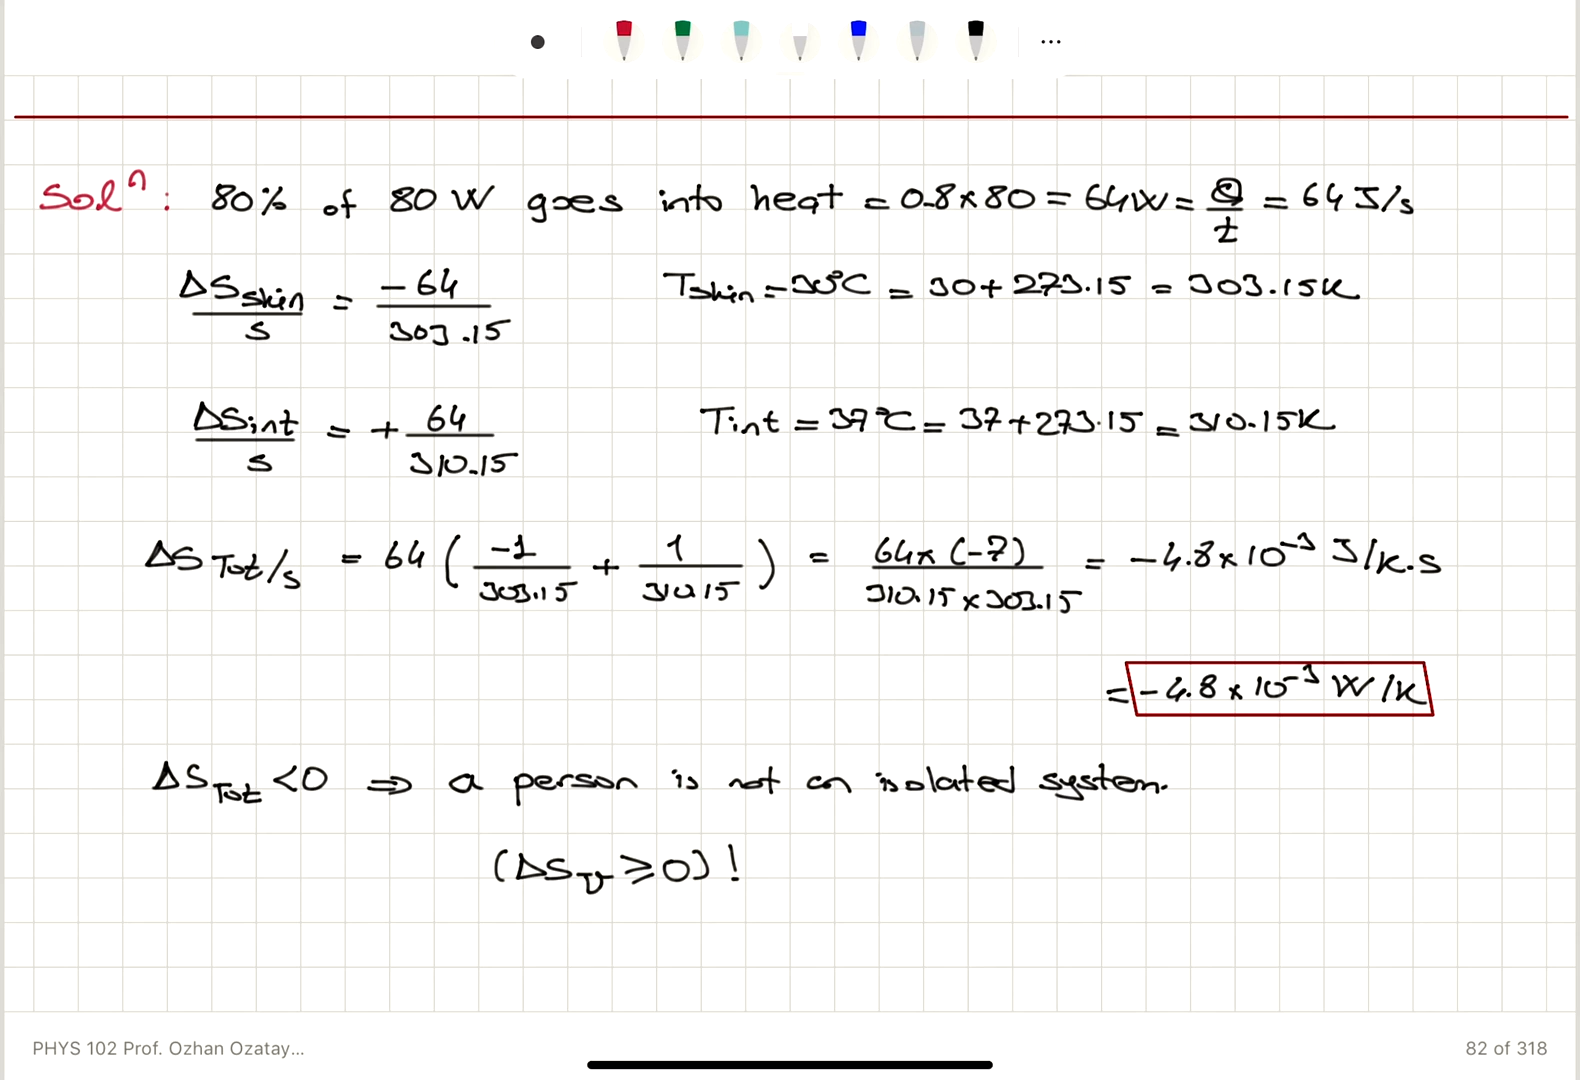 ...
Solⁿ: 80% of 80 W goes into heat = 0.8×80 = 64W = Q/t = 64 J/s
ΔSskin/s = -64/303.15 Tskin = 30°C = 30+273.15 = 303.15K
ΔSint/s = +64/310.15 Tint = 37°C = 37+273.15 = 310.15K
ΔSTot/s = 64 (-1/303.15 + 1/310.15) = 64×(-7)/310.15×303.15 = -4.8×10⁻³ J/K.s
= -4.8×10⁻³ W/K
ΔSTot <0 ⇒ a person is not an isolated system.
(ΔSU ≥ 0)!
PHYS 102 Prof. Ozhan Ozatay...
82 of 318